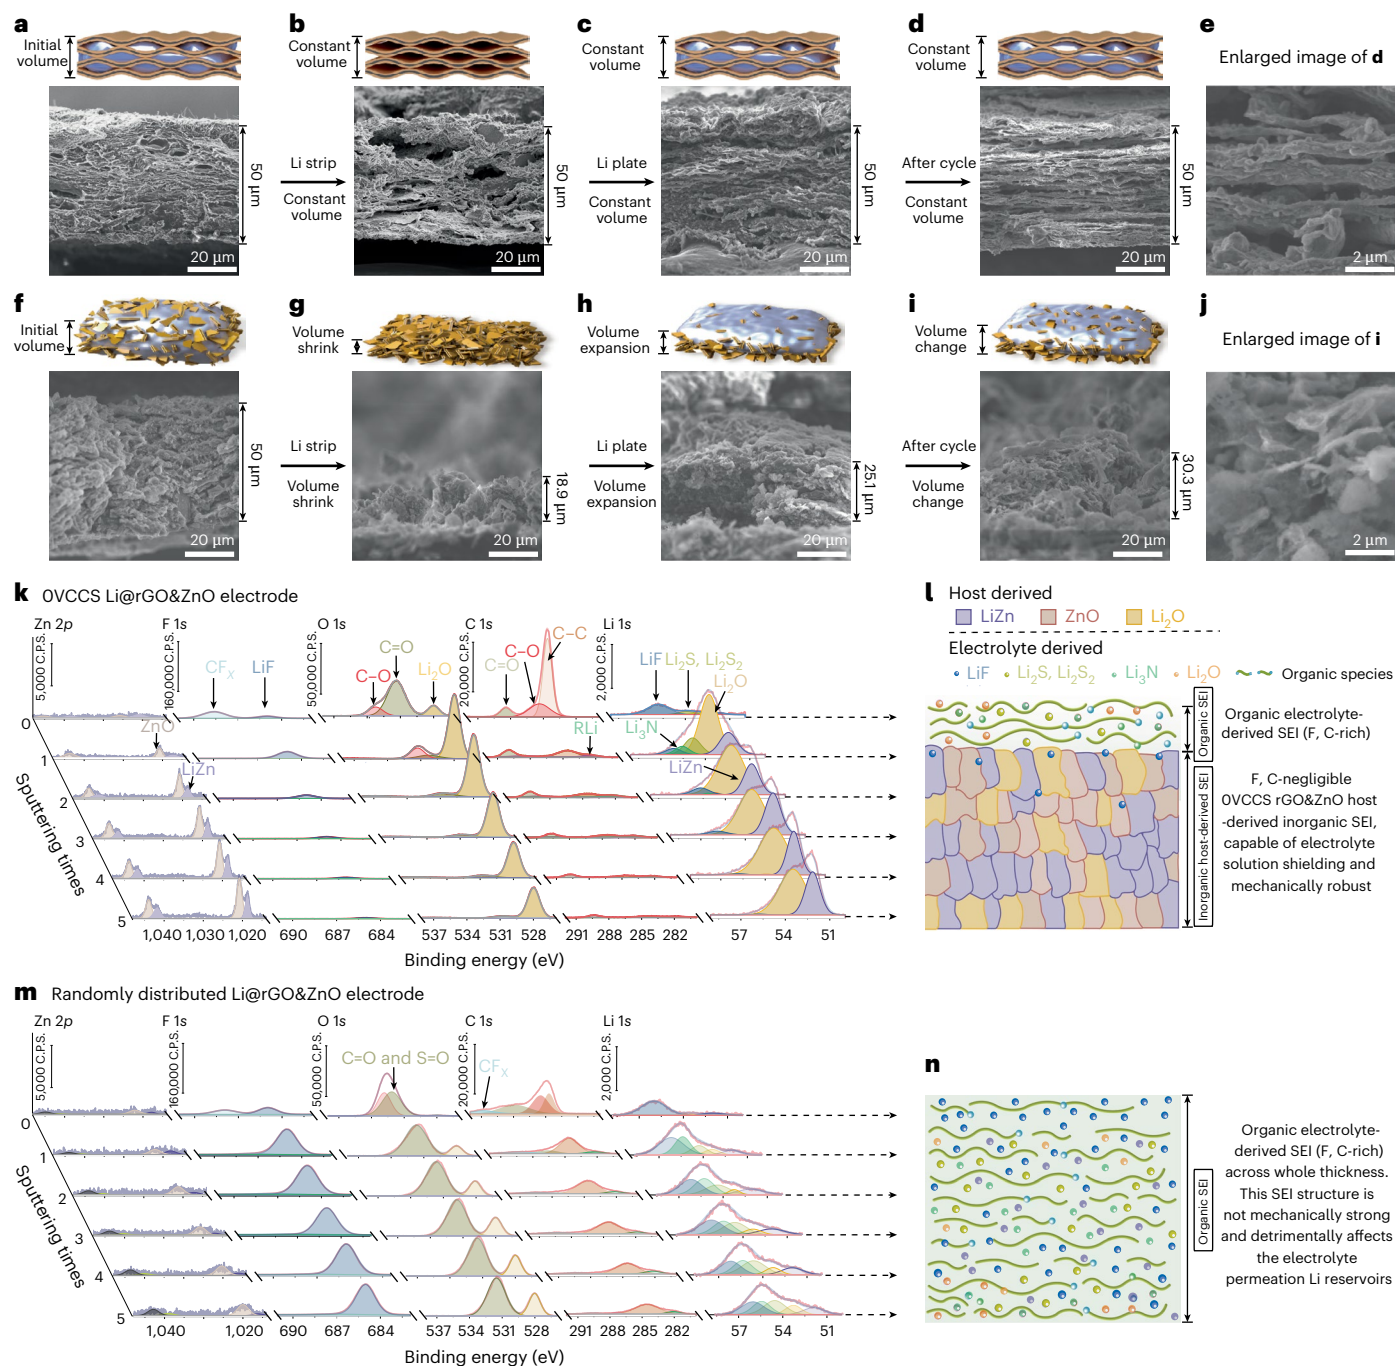 a
Initial
volume
50 µm
20 µm
Li strip
Constant
volume
b
Constant
volume
50 µm
20 µm
Li plate
Constant
volume
c
Constant
volume
50 µm
20 µm
After cycle
Constant
volume
d
Constant
volume
50 µm
20 µm
e
Enlarged image of d
2 µm
f
Initial
volume
50 µm
20 µm
Li strip
Volume
shrink
g
Volume
shrink
18.9 µm
20 µm
Li plate
Volume
expansion
h
Volume
expansion
25.1 µm
20 µm
After cycle
Volume
change
i
Volume
change
30.3 µm
20 µm
j
Enlarged image of i
2 µm
k 0VCCS Li@rGO&ZnO electrode
Zn 2p
F 1s
O 1s
C 1s
Li 1s
5,000 C.P.S.
160,000 C.P.S.
50,000 C.P.S.
20,000 C.P.S.
2,000 C.P.S.
CFx
LiF
C–O
C=O
Li2O
C=O
C–O
C–C
LiF
Li2S, Li2S2
Li2O
ZnO
RLi
Li3N
LiZn
LiZn
0
1
2
3
4
5
Sputtering times
1,040 1,030 1,020 690 687 684 537 534 531 528 291 288 285 282 57 54 51
Binding energy (eV)
l Host derived
LiZn ZnO Li2O
Electrolyte derived
LiF Li2S, Li2S2 Li3N Li2O Organic species
Organic SEI
Organic electrolyte-
derived SEI (F, C-rich)
Inorganic host-derived SEI
F, C-negligible
0VCCS rGO&ZnO host
-derived inorganic SEI,
capable of electrolyte
solution shielding and
mechanically robust
m Randomly distributed Li@rGO&ZnO electrode
Zn 2p
F 1s
O 1s
C 1s
Li 1s
5,000 C.P.S.
160,000 C.P.S.
50,000 C.P.S.
20,000 C.P.S.
2,000 C.P.S.
C=O and S=O
CFx
0
1
2
3
4
5
Sputtering times
1,040 1,020 690 687 684 537 534 531 528 291 288 285 282 57 54 51
Binding energy (eV)
n
Organic SEI
Organic electrolyte-
derived SEI (F, C-rich)
across whole thickness.
This SEI structure is
not mechanically strong
and detrimentally affects
the electrolyte
permeation Li reservoirs